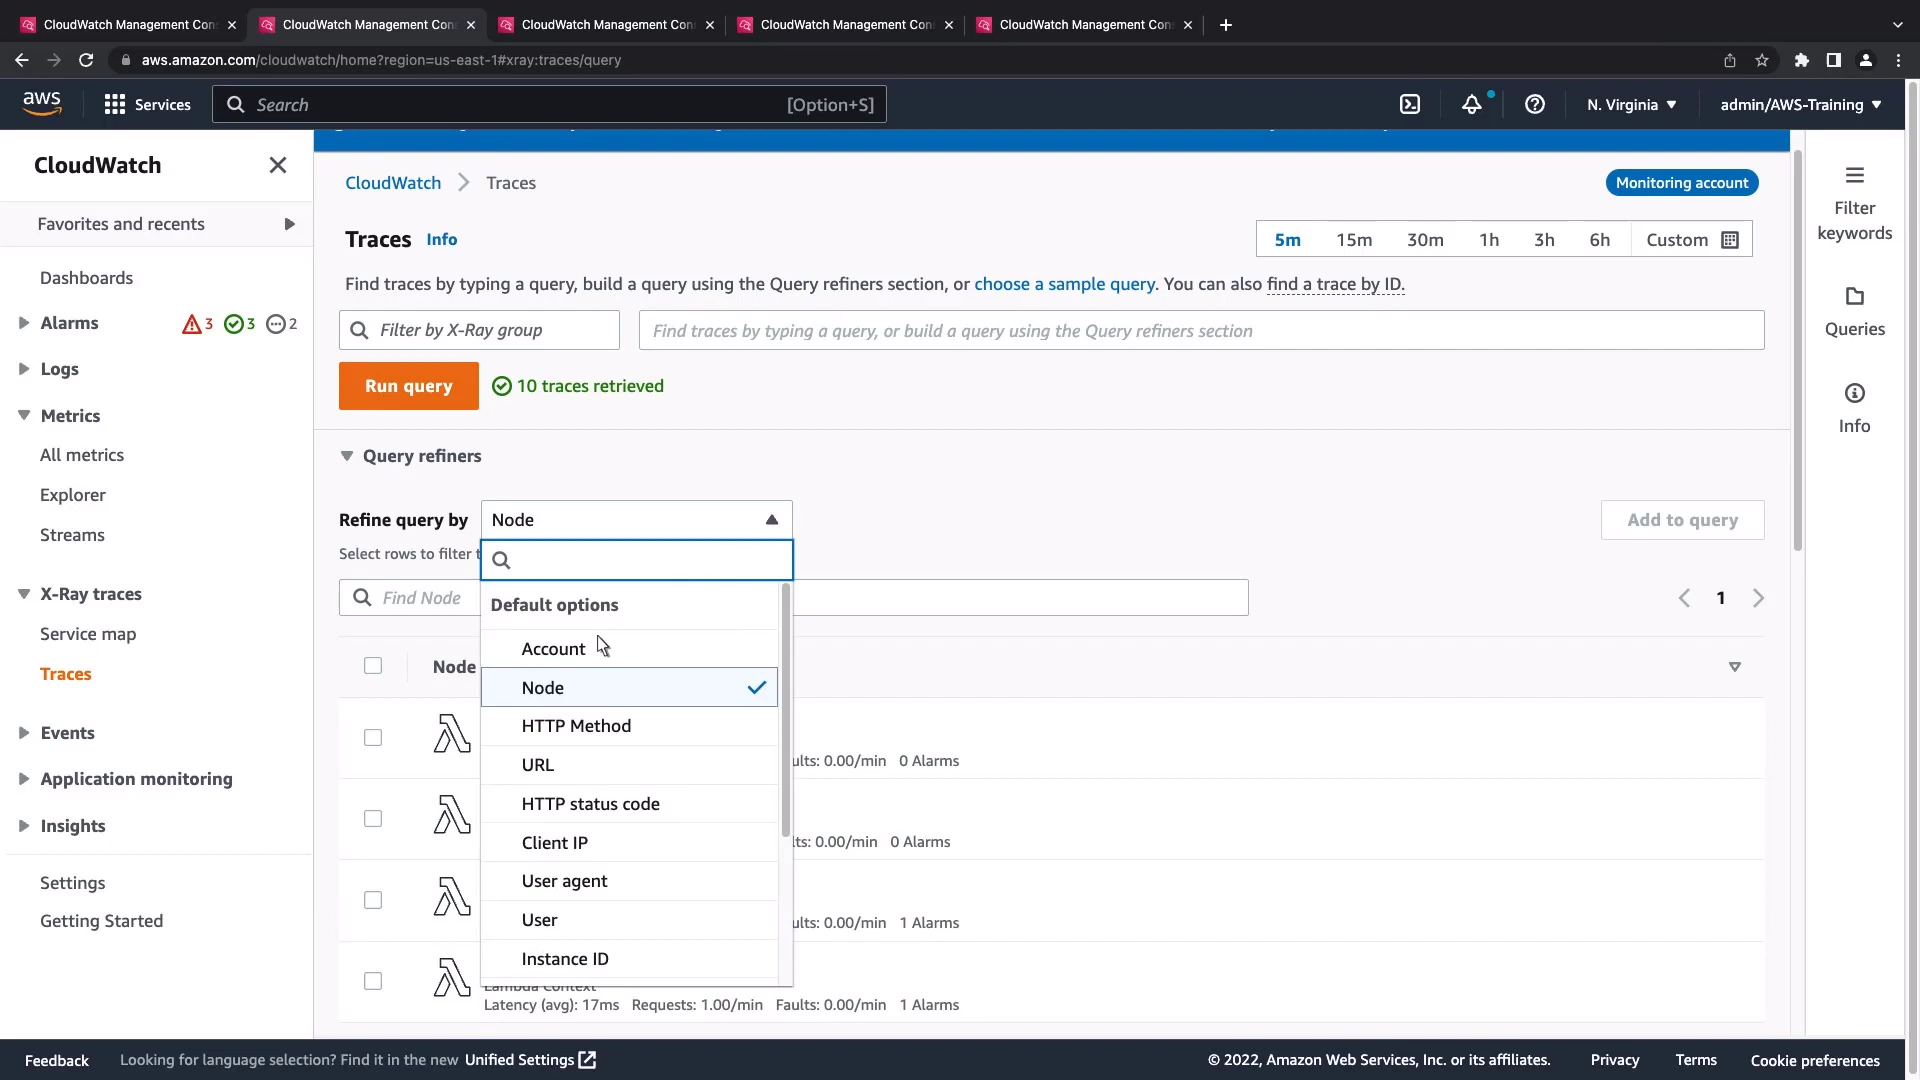 CloudWatch Management Con
CloudWatch Management Con
CloudWatch Management Con
CloudWatch Management Con
CloudWatch Management Con
aws.amazon.com/cloudwatch/home?region=us-east-1#xray:traces/query
aws
Services
Search
[Option+S]
N. Virginia
admin/AWS-Training
CloudWatch
Favorites and recents
Dashboards
Alarms 3 3 2
Logs
Metrics
All metrics
Explorer
Streams
X-Ray traces
Service map
Traces
Events
Application monitoring
Insights
Settings
Getting Started
CloudWatch > Traces
Monitoring account
Traces Info
5m 15m 30m 1h 3h 6h Custom
Find traces by typing a query, build a query using the Query refiners section, or choose a sample query. You can also find a trace by ID.
Filter by X-Ray group
Find traces by typing a query, or build a query using the Query refiners section
Run query
10 traces retrieved
Query refiners
Refine query by Node
Add to query
Select rows to filter t
Find Node
1
Node
Default options
Account
Node
HTTP Method
URL
HTTP status code
Client IP
User agent
User
Instance ID
ults: 0.00/min 0 Alarms
lts: 0.00/min 0 Alarms
ults: 0.00/min 1 Alarms
Lambda Context
Latency (avg): 17ms Requests: 1.00/min Faults: 0.00/min 1 Alarms
Filter
keywords
Queries
Info
Feedback
Looking for language selection? Find it in the new Unified Settings
© 2022, Amazon Web Services, Inc. or its affiliates.
Privacy
Terms
Cookie preferences